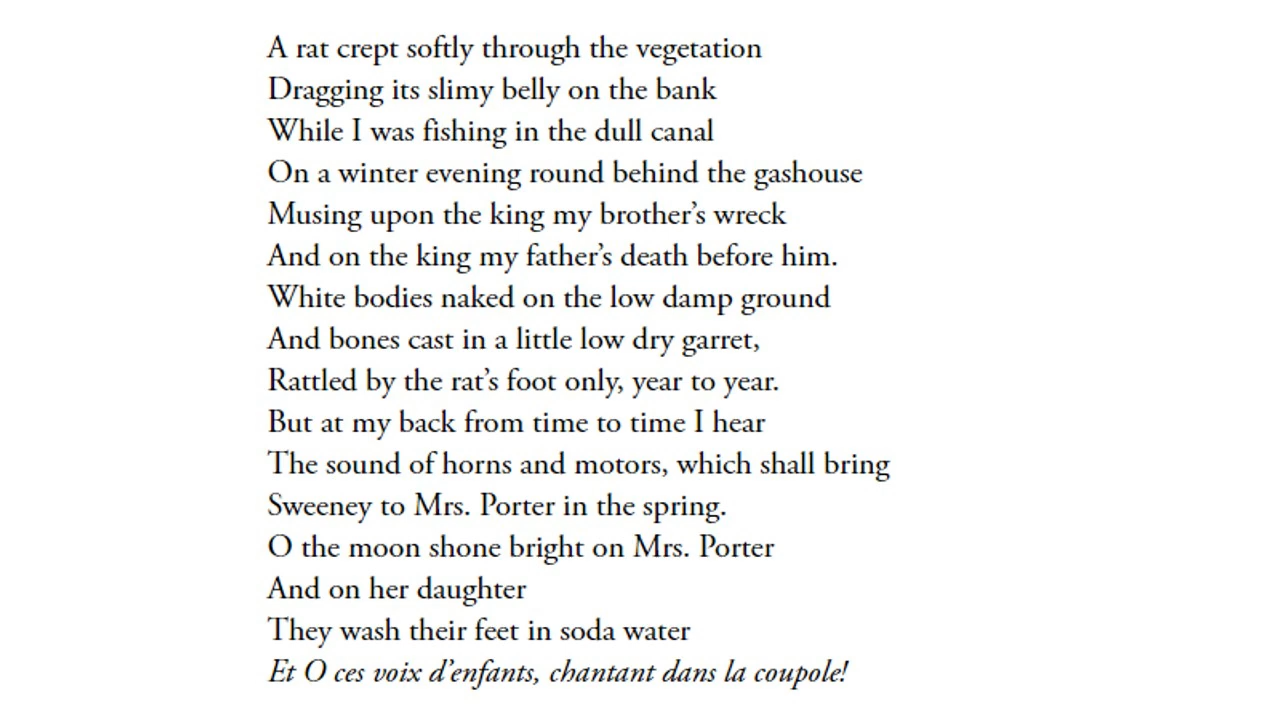 A rat crept softly through the vegetation
Dragging its slimy belly on the bank
While I was fishing in the dull canal
On a winter evening round behind the gashouse
Musing upon the king my brother’s wreck
And on the king my father’s death before him.
White bodies naked on the low damp ground
And bones cast in a little low dry garret,
Rattled by the rat’s foot only, year to year.
But at my back from time to time I hear
The sound of horns and motors, which shall bring
Sweeney to Mrs. Porter in the spring.
O the moon shone bright on Mrs. Porter
And on her daughter
They wash their feet in soda water
Et O ces voix d’enfants, chantant dans la coupole!